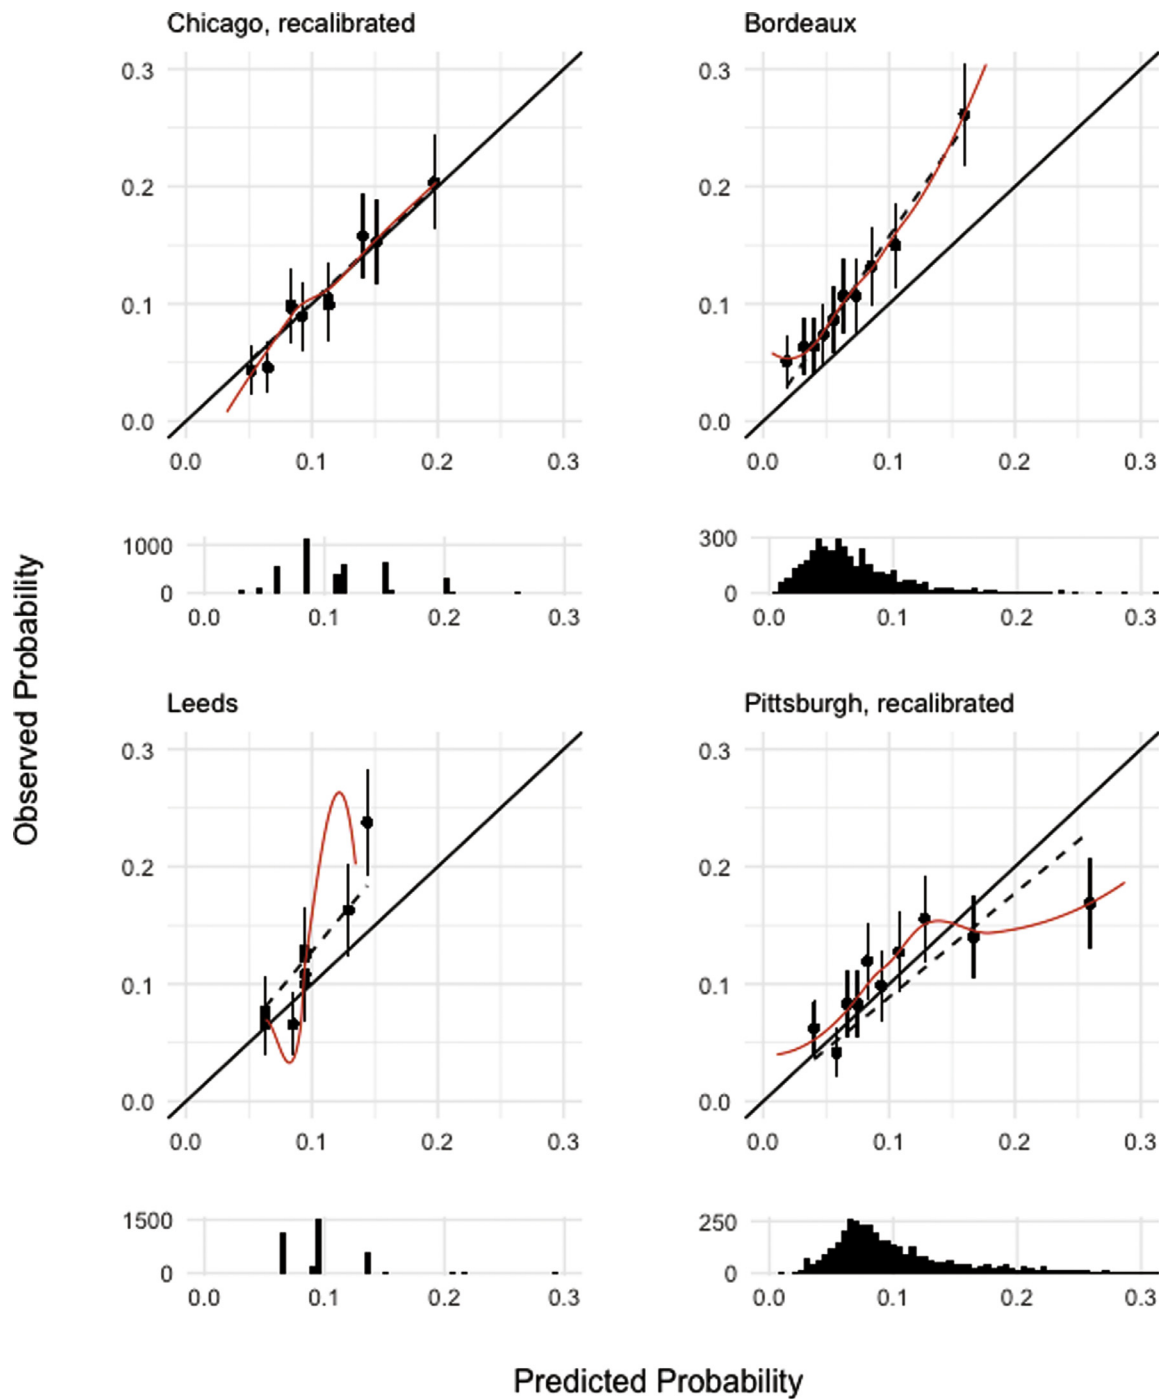 Chicago, recalibrated
0.3
0.2
0.1
0.0
0.0 0.1 0.2 0.3
1000
0
0.0 0.1 0.2 0.3
Bordeaux
0.3
0.2
0.1
0.0
0.0 0.1 0.2 0.3
300
0
0.0 0.1 0.2 0.3
Observed Probability
Leeds
0.3
0.2
0.1
0.0
0.0 0.1 0.2 0.3
1500
0
0.0 0.1 0.2 0.3
Pittsburgh, recalibrated
0.3
0.2
0.1
0.0
0.0 0.1 0.2 0.3
250
0
0.0 0.1 0.2 0.3
Predicted Probability